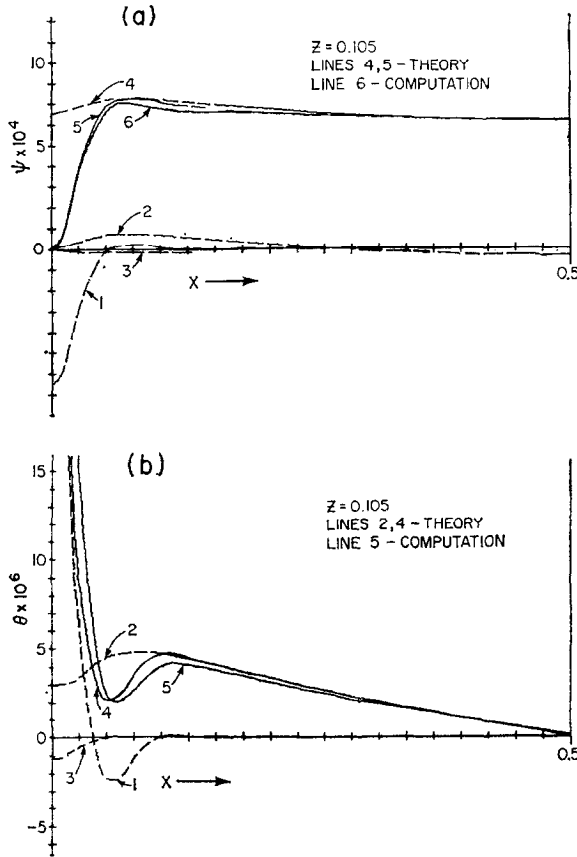 (a)
Z=0.105
LINES 4,5-THEORY
LINE 6-COMPUTATION
ψ×10⁴
10
5
0
4
5
6
2
3
1
X
0.5
(b)
Z=0.105
LINES 2,4-THEORY
LINE 5-COMPUTATION
θ×10⁶
15
10
5
0
-5
2
5
4
3
1
X
0.5